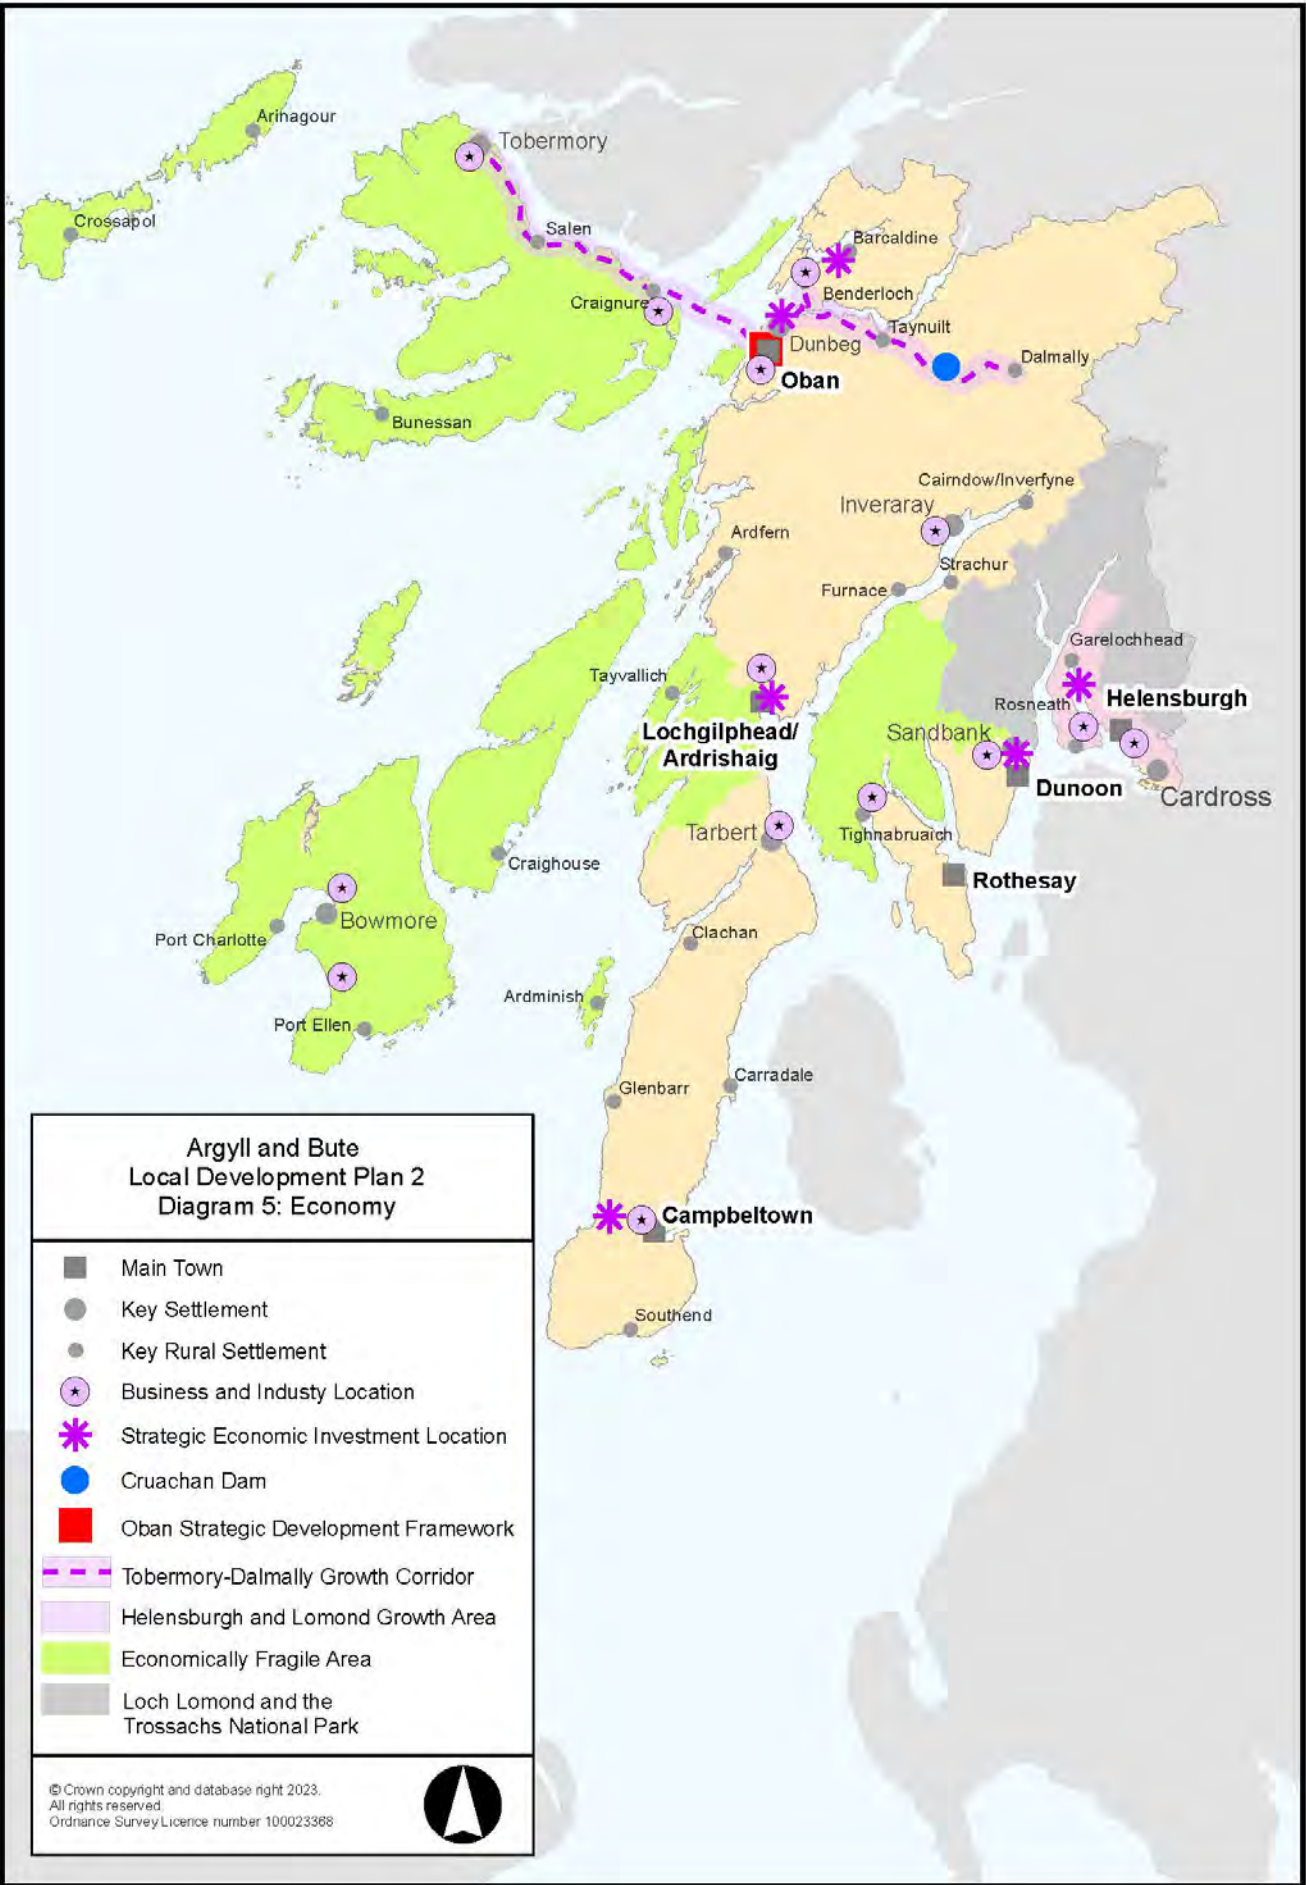 Arinagour
Tobermory
Crossapol
Salen
Barcaldine
Craignure
Benderloch
Taynuilt
Dunbeg
Dalmally
Oban
Bunessan
Cairndow/Inverfyne
Inveraray
Ardfern
Strachur
Furnace
Garelochhead
Tayvallich
Rosneath
Helensburgh
Lochgilphead/
Ardrishaig
Sandbank
Dunoon
Cardross
Tarbert
Tighnabruaich
Craighouse
Rothesay
Bowmore
Port Charlotte
Clachan
Ardminish
Port Ellen
Carradale
Glenbarr
Campbeltown
Southend
Argyll and Bute
Local Development Plan 2
Diagram 5: Economy
Main Town
Key Settlement
Key Rural Settlement
Business and Industy Location
Strategic Economic Investment Location
Cruachan Dam
Oban Strategic Development Framework
Tobermory-Dalmally Growth Corridor
Helensburgh and Lomond Growth Area
Economically Fragile Area
Loch Lomond and the
Trossachs National Park
© Crown copyright and database right 2023.
All rights reserved.
Ordnance Survey Licence number 100023368